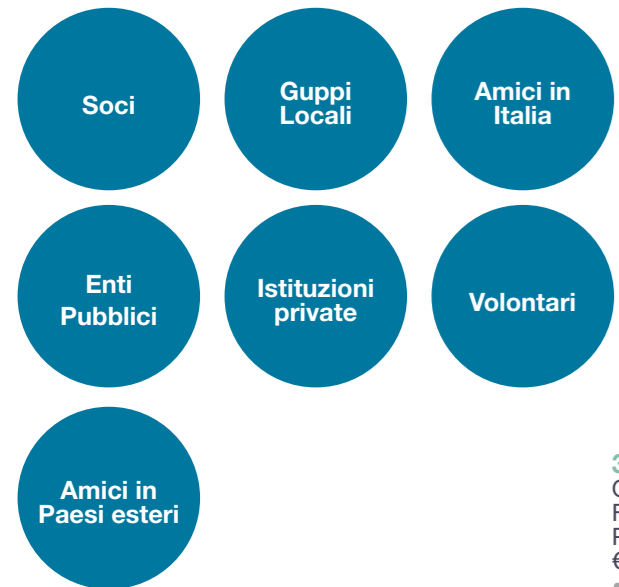 Soci
Guppi
Locali
Amici in
Italia
Enti
Pubblici
Istituzioni
private
Volontari
Amici in
Paesi esteri
€